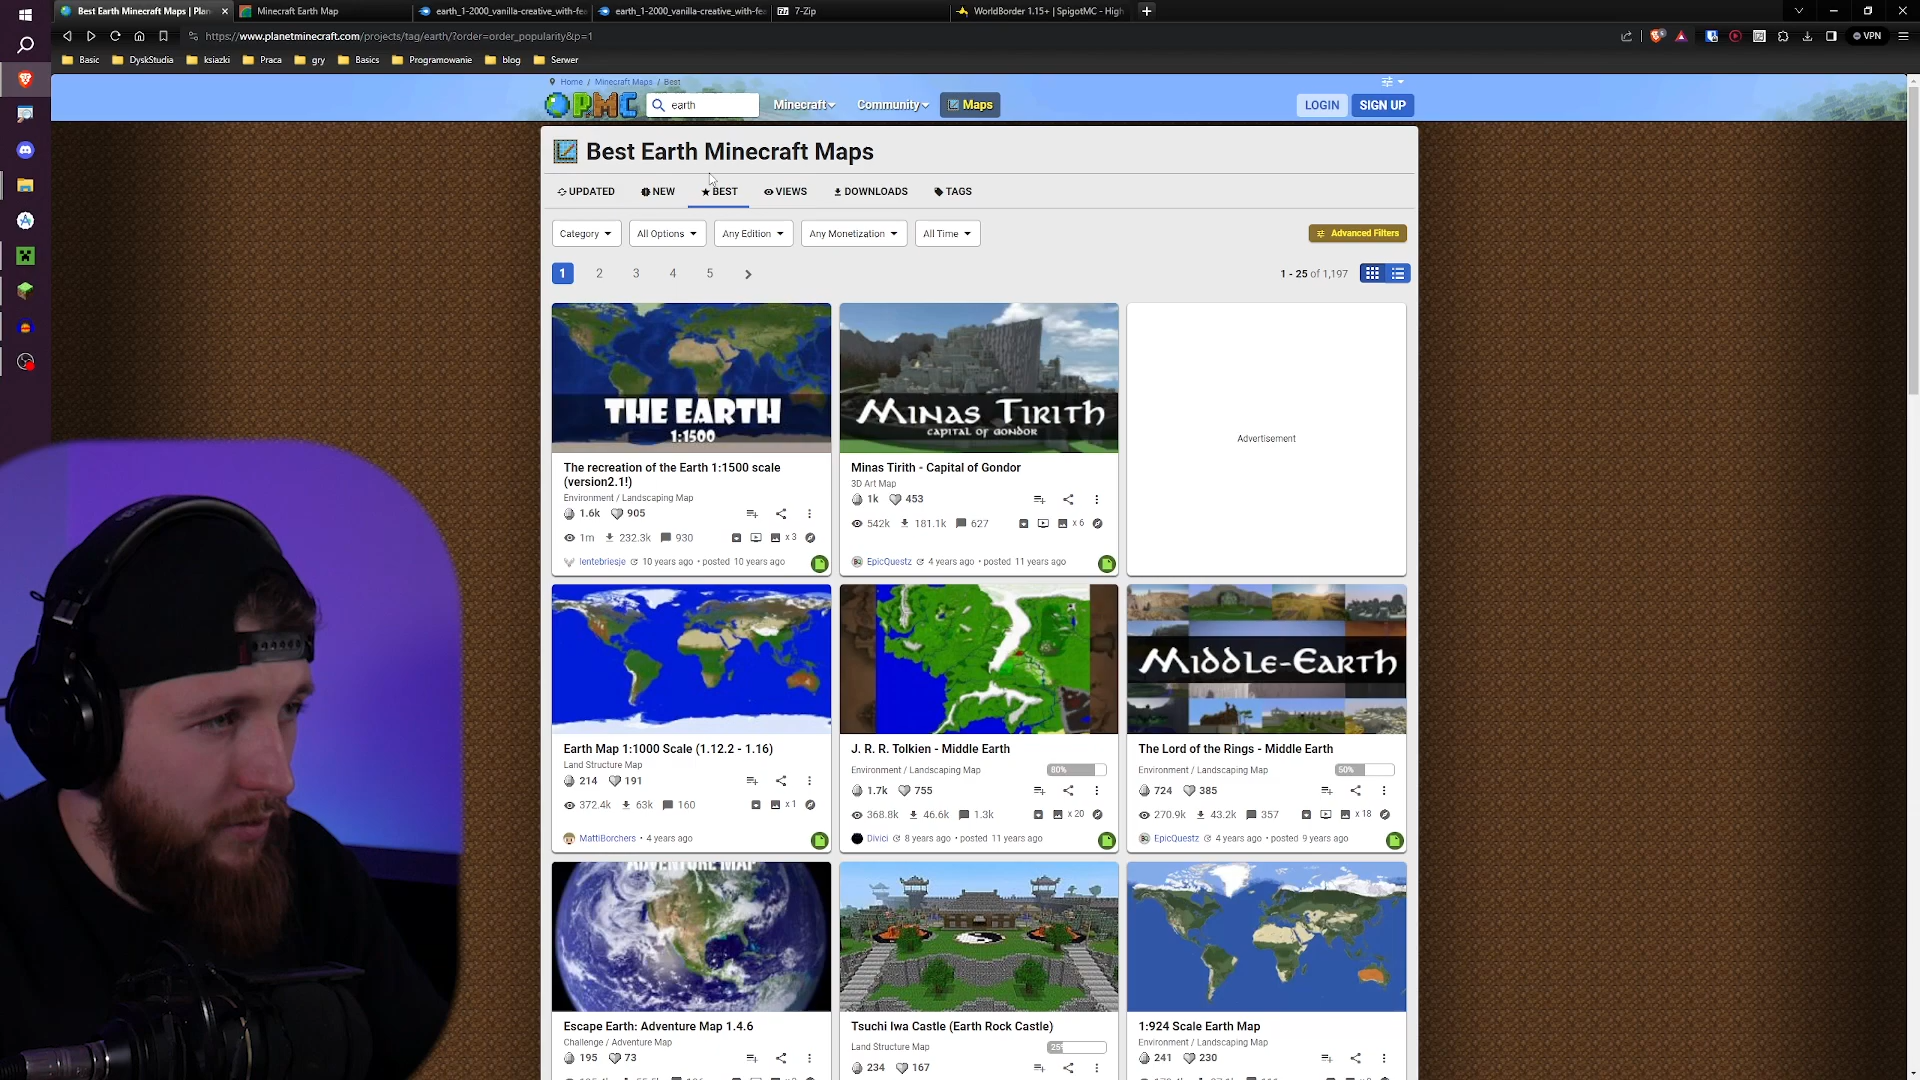 Best Earth Minecraft Maps | Plan
Minecraft Earth Map
earth_1-2000_vanilla-creative-with-fea
earth_1-2000_vanilla-creative-with-fea
7-Zip
WorldBorder 1.15+ | SpigotMC - High
https://www.planetminecraft.com/projects/tag/earth/?order=order_popularity&p=1
VPN
Basic DyskStudia ksiazki Praca gry Basics Programowanie blog Serwer
Home / Minecraft Maps / Best
PMC earth Minecraft Community Maps LOGIN SIGN UP
Best Earth Minecraft Maps
UPDATED NEW BEST VIEWS DOWNLOADS TAGS
Category All Options Any Edition Any Monetization All Time Advanced Filters
1 2 3 4 5 1 - 25 of 1,197
THE EARTH
1:1500
The recreation of the Earth 1:1500 scale
(version2.1!)
Environment / Landscaping Map
1.6k 905
1m 232.3k 930 x 3
lentebriesje 10 years ago • posted 10 years ago
MINAS TIRITH
CAPITAL OF GONDOR
Minas Tirith - Capital of Gondor
3D Art Map
1k 453
542k 181.1k 627 x 6
EpicQuestz 4 years ago • posted 11 years ago
Advertisement
Earth Map 1:1000 Scale (1.12.2 - 1.16)
Land Structure Map
214 191
372.4k 63k 160 x 1
MattiBorchers • 4 years ago
J. R. R. Tolkien - Middle Earth
Environment / Landscaping Map 80%
1.7k 755
368.8k 46.6k 1.3k x 20
Divici 8 years ago • posted 11 years ago
MIDDLE-EARTH
The Lord of the Rings - Middle Earth
Environment / Landscaping Map 50%
724 385
270.9k 43.2k 357 x 18
EpicQuestz 4 years ago • posted 9 years ago
ADVENTURE MAP
Escape Earth: Adventure Map 1.4.6
Challenge / Adventure Map
195 73
Tsuchi Iwa Castle (Earth Rock Castle)
Land Structure Map
234 167
1:924 Scale Earth Map
Environment / Landscaping Map
241 230